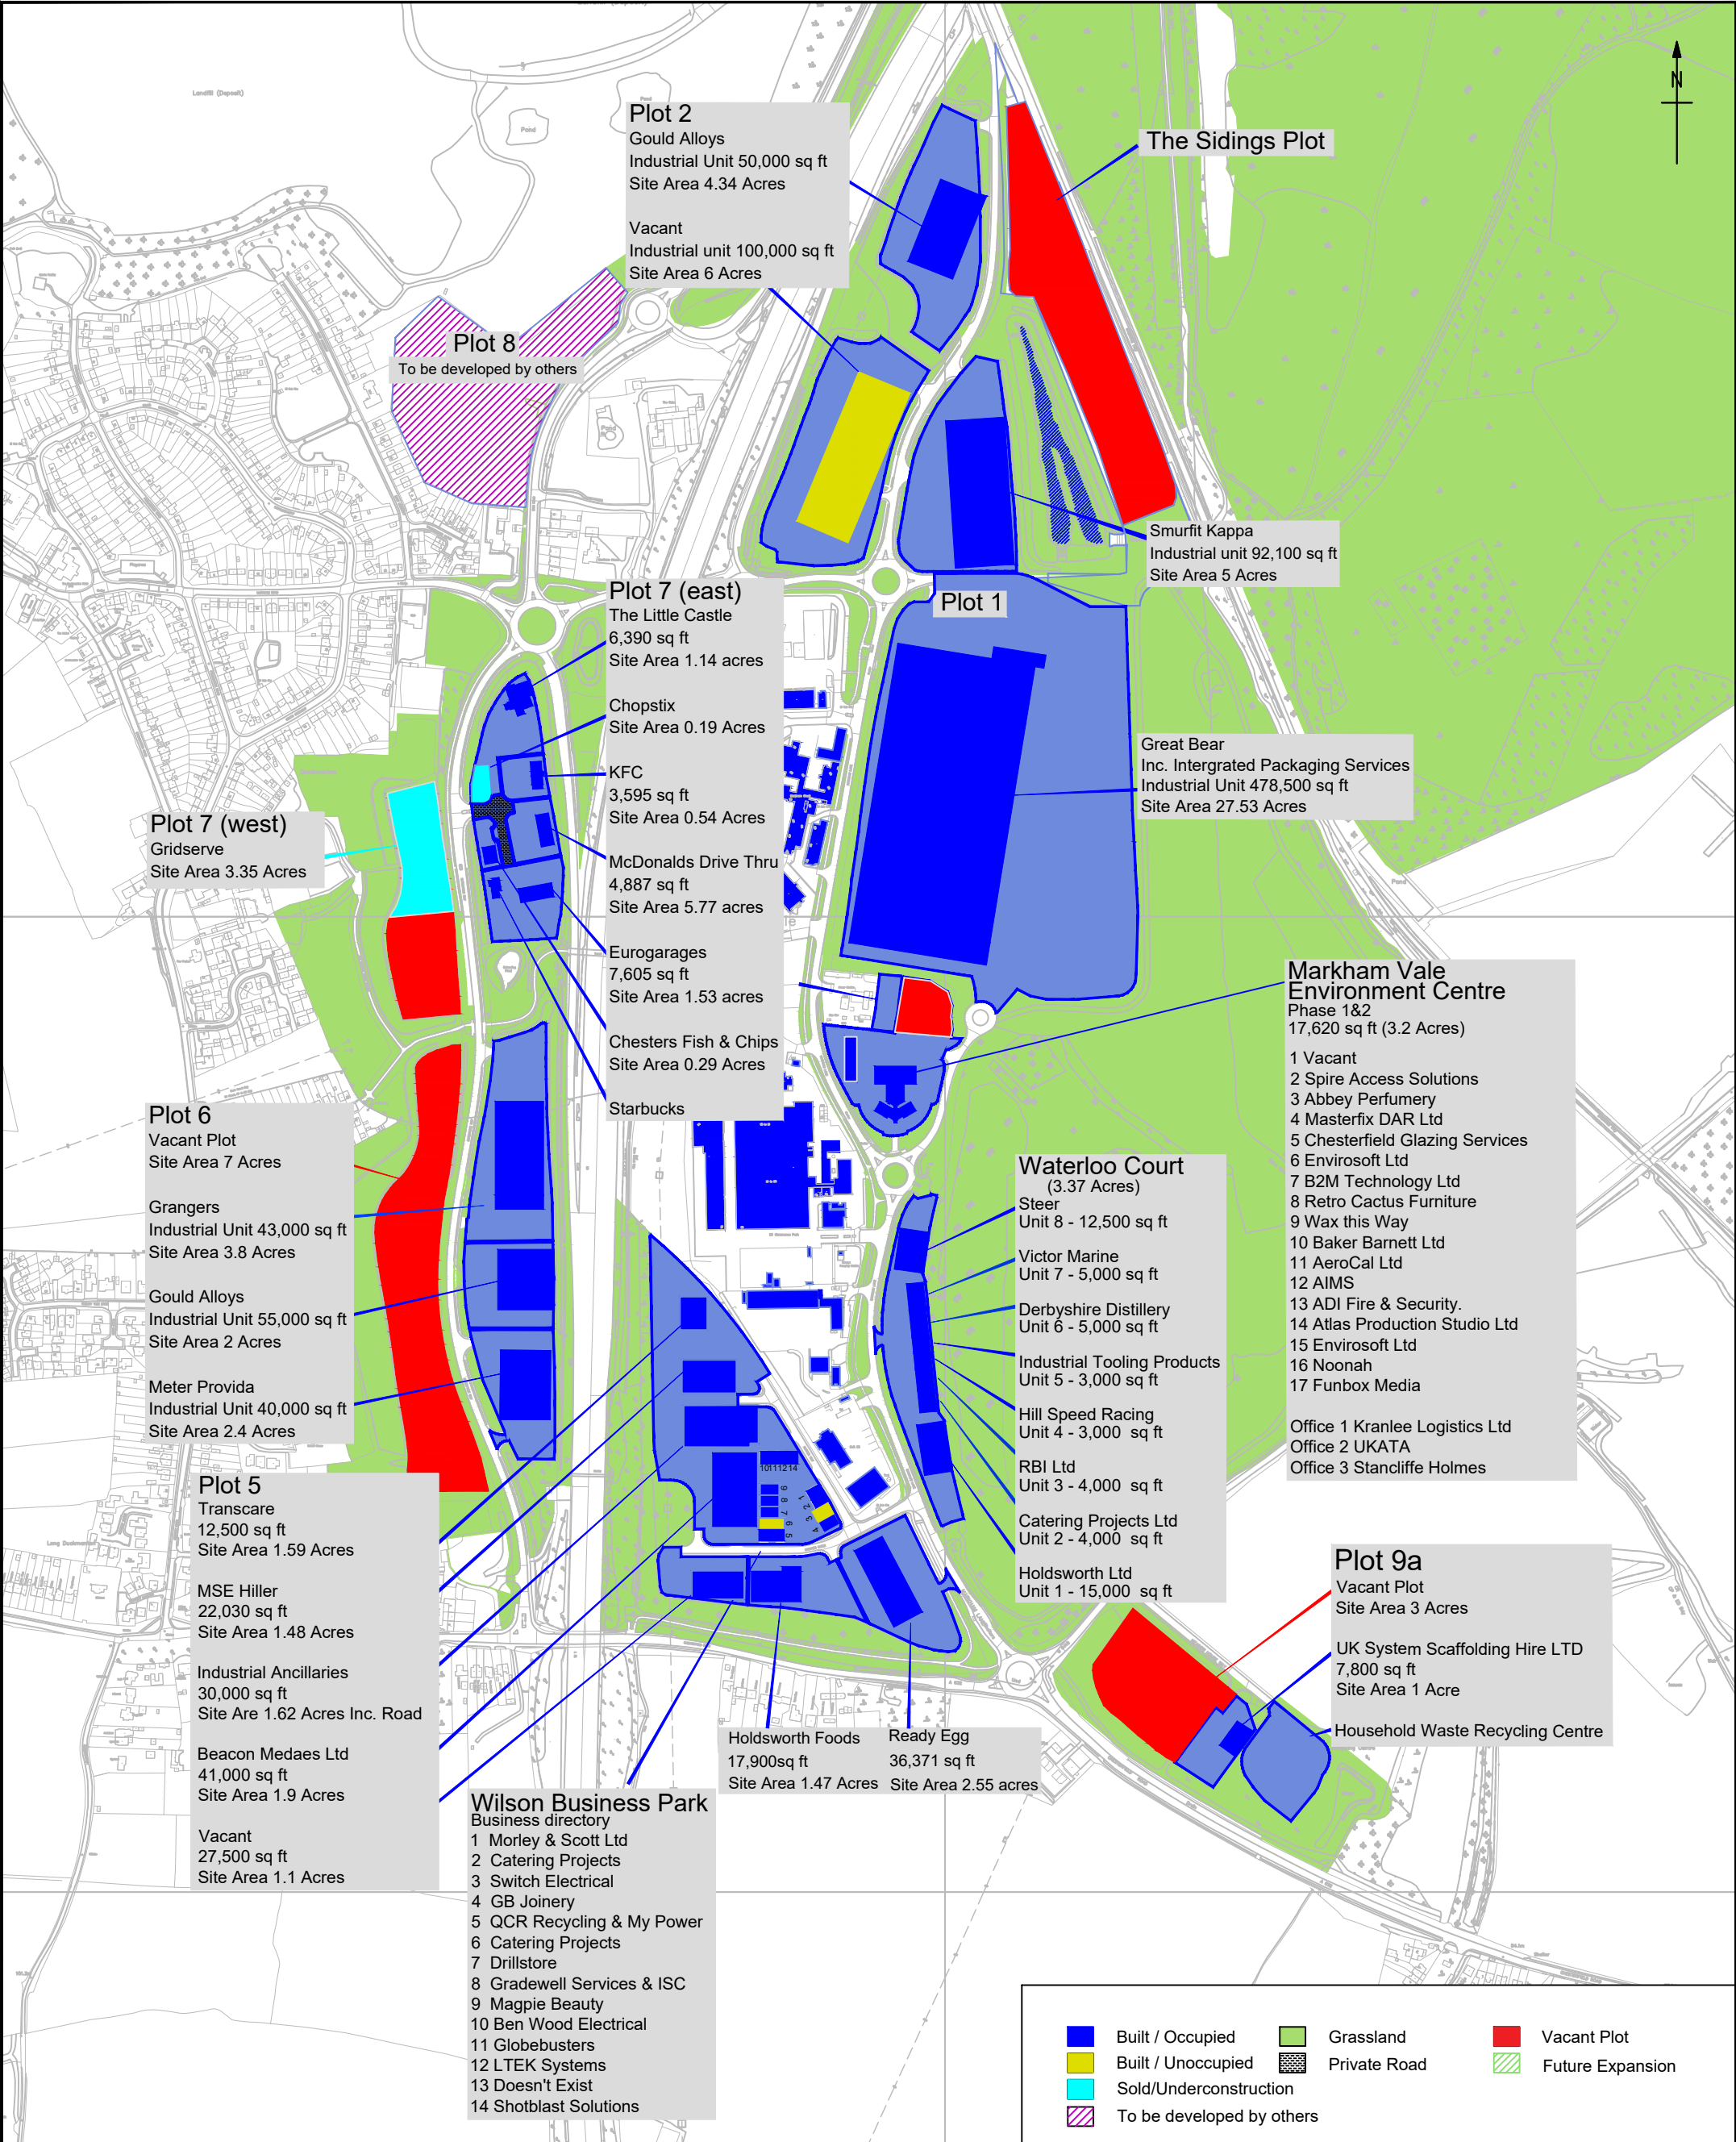 N
Landfill (Deposit)
Pond
Pond
Plot 2
Gould Alloys
Industrial Unit 50,000 sq ft
Site Area 4.34 Acres
Vacant
Industrial unit 100,000 sq ft
Site Area 6 Acres
The Sidings Plot
Plot 8
To be developed by others
Pond
Smurfit Kappa
Industrial unit 92,100 sq ft
Site Area 5 Acres
Plot 1
Plot 7 (east)
The Little Castle
6,390 sq ft
Site Area 1.14 acres
Chopstix
Site Area 0.19 Acres
KFC
3,595 sq ft
Site Area 0.54 Acres
McDonalds Drive Thru
4,887 sq ft
Site Area 5.77 acres
Eurogarages
7,605 sq ft
Site Area 1.53 acres
Chesters Fish & Chips
Site Area 0.29 Acres
Starbucks
Great Bear
Inc. Intergrated Packaging Services
Industrial Unit 478,500 sq ft
Site Area 27.53 Acres
Pond
Plot 7 (west)
Gridserve
Site Area 3.35 Acres
Markham Vale
Environment Centre
Phase 1&2
17,620 sq ft (3.2 Acres)
1 Vacant
2 Spire Access Solutions
3 Abbey Perfumery
4 Masterfix DAR Ltd
5 Chesterfield Glazing Services
6 Envirosoft Ltd
7 B2M Technology Ltd
8 Retro Cactus Furniture
9 Wax this Way
10 Baker Barnett Ltd
11 AeroCal Ltd
12 AIMS
13 ADI Fire & Security.
14 Atlas Production Studio Ltd
15 Envirosoft Ltd
16 Noonah
17 Funbox Media
Office 1 Kranlee Logistics Ltd
Office 2 UKATA
Office 3 Stancliffe Holmes
Plot 6
Vacant Plot
Site Area 7 Acres
Grangers
Industrial Unit 43,000 sq ft
Site Area 3.8 Acres
Gould Alloys
Industrial Unit 55,000 sq ft
Site Area 2 Acres
Meter Provida
Industrial Unit 40,000 sq ft
Site Area 2.4 Acres
Waterloo Court
(3.37 Acres)
Steer
Unit 8 - 12,500 sq ft
Victor Marine
Unit 7 - 5,000 sq ft
Derbyshire Distillery
Unit 6 - 5,000 sq ft
Industrial Tooling Products
Unit 5 - 3,000 sq ft
Hill Speed Racing
Unit 4 - 3,000 sq ft
RBI Ltd
Unit 3 - 4,000 sq ft
Catering Projects Ltd
Unit 2 - 4,000 sq ft
Holdsworth Ltd
Unit 1 - 15,000 sq ft
Plot 5
Transcare
12,500 sq ft
Site Area 1.59 Acres
MSE Hiller
22,030 sq ft
Site Area 1.48 Acres
Industrial Ancillaries
30,000 sq ft
Site Are 1.62 Acres Inc. Road
Beacon Medaes Ltd
41,000 sq ft
Site Area 1.9 Acres
Vacant
27,500 sq ft
Site Area 1.1 Acres
10 11 12 14
9
8
7
6
5
1
2
3
4
Long Duckmanton
Plot 9a
Vacant Plot
Site Area 3 Acres
UK System Scaffolding Hire LTD
7,800 sq ft
Site Area 1 Acre
Household Waste Recycling Centre
Holdsworth Foods
17,900sq ft
Site Area 1.47 Acres
Ready Egg
36,371 sq ft
Site Area 2.55 acres
Wilson Business Park
Business directory
1 Morley & Scott Ltd
2 Catering Projects
3 Switch Electrical
4 GB Joinery
5 QCR Recycling & My Power
6 Catering Projects
7 Drillstore
8 Gradewell Services & ISC
9 Magpie Beauty
10 Ben Wood Electrical
11 Globebusters
12 LTEK Systems
13 Doesn't Exist
14 Shotblast Solutions
Built / Occupied
Grassland
Vacant Plot
Built / Unoccupied
Private Road
Future Expansion
Sold/Underconstruction
To be developed by others